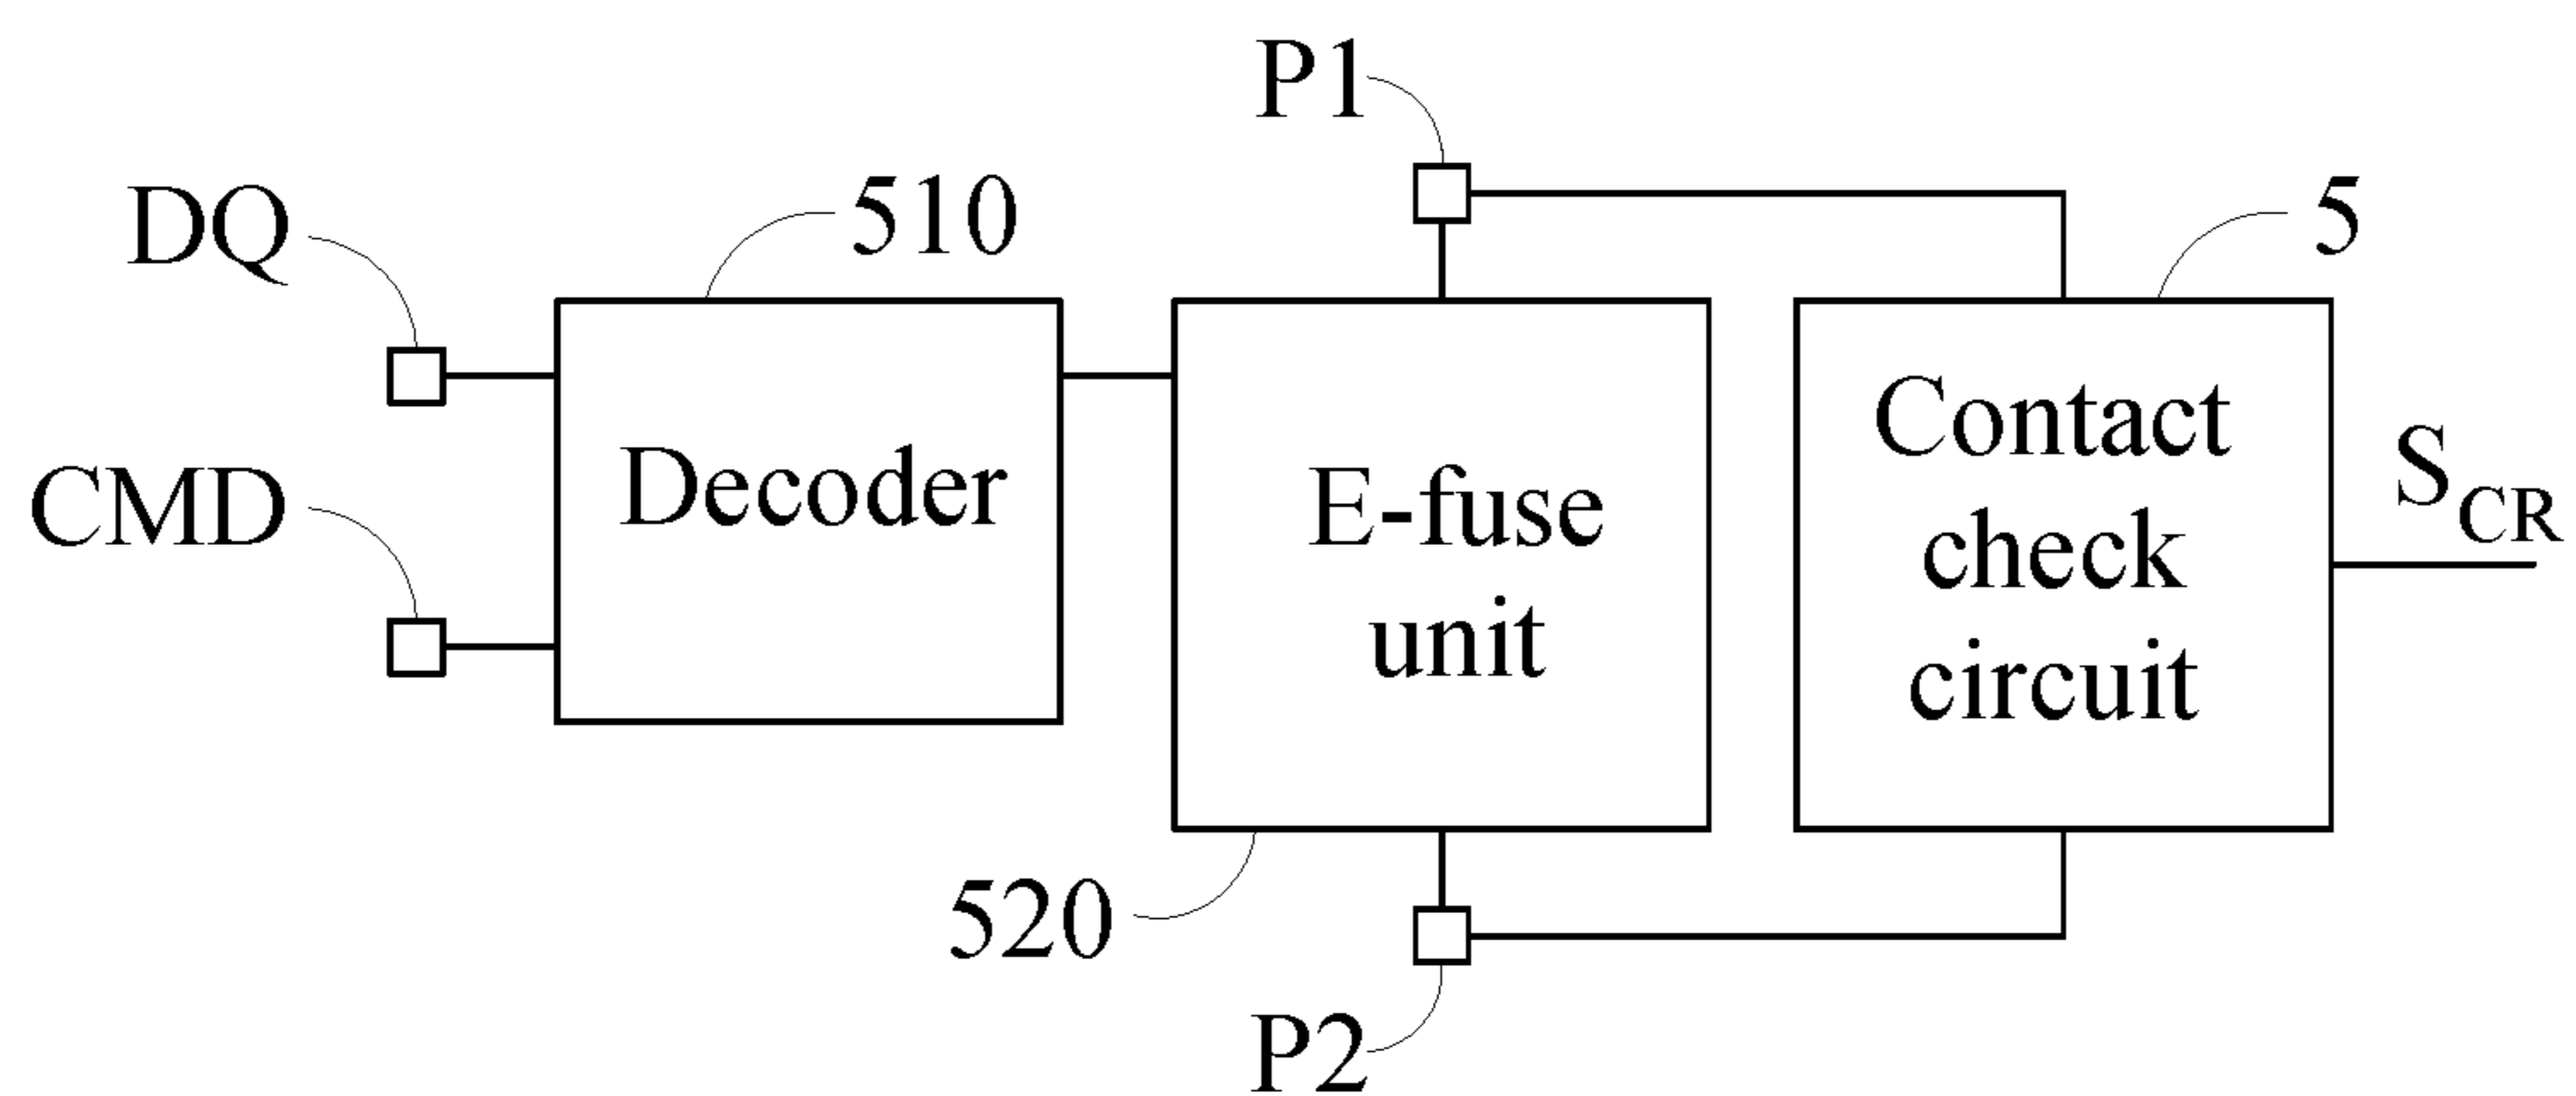 P1
DQ
510
5
CMD
Decoder
E-fuse
unit
Contact
check
circuit
S_CR
520
P2